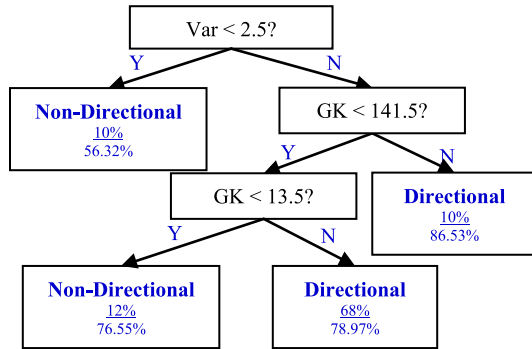 Var < 2.5?
Y
N
Non-Directional
10%
56.32%
GK < 141.5?
Y
N
GK < 13.5?
Directional
10%
86.53%
Y
N
Non-Directional
12%
76.55%
Directional
68%
78.97%